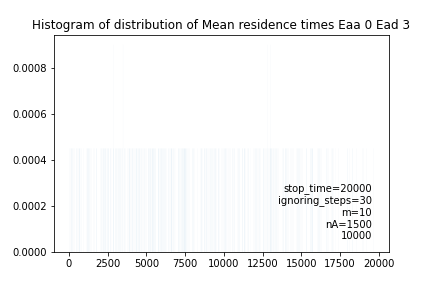 Histogram of distribution of Mean residence times Eaa 0 Ead 3
0.0008
0.0006
0.0004
0.0002
0.0000
stop_time=20000
ignoring_steps=30
m=10
nA=1500
10000
0 2500 5000 7500 10000 12500 15000 17500 20000